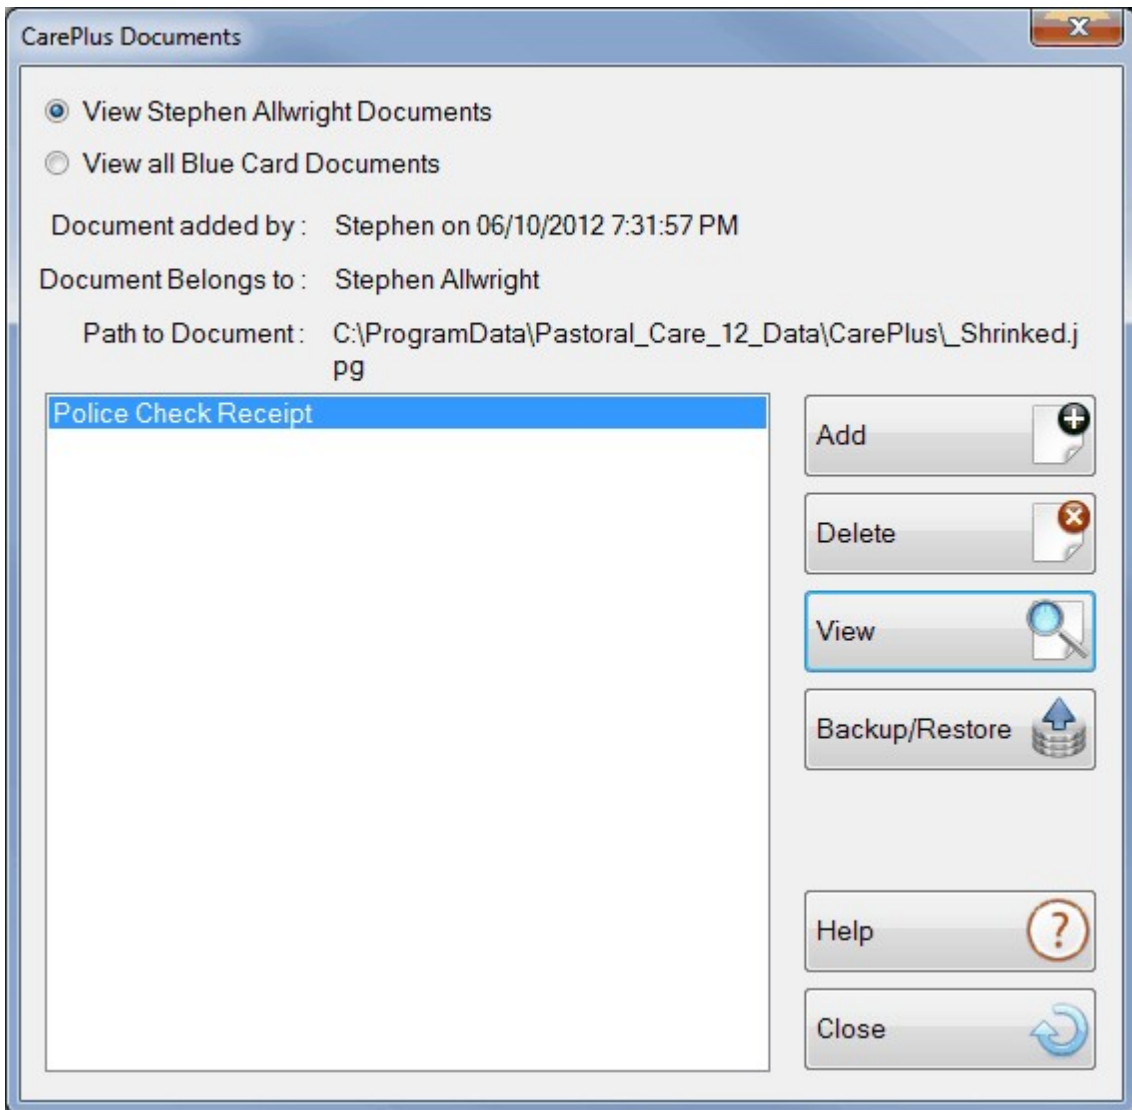 CarePlus Documents
View Stephen Allwright Documents
View all Blue Card Documents
Document added by : Stephen on 06/10/2012 7:31:57 PM
Document Belongs to : Stephen Allwright
Path to Document : C:\ProgramData\Pastoral_Care_12_Data\CarePlus\_Shrinked.j
pg
Police Check Receipt
Add
Delete
View
Backup/Restore
Help
Close